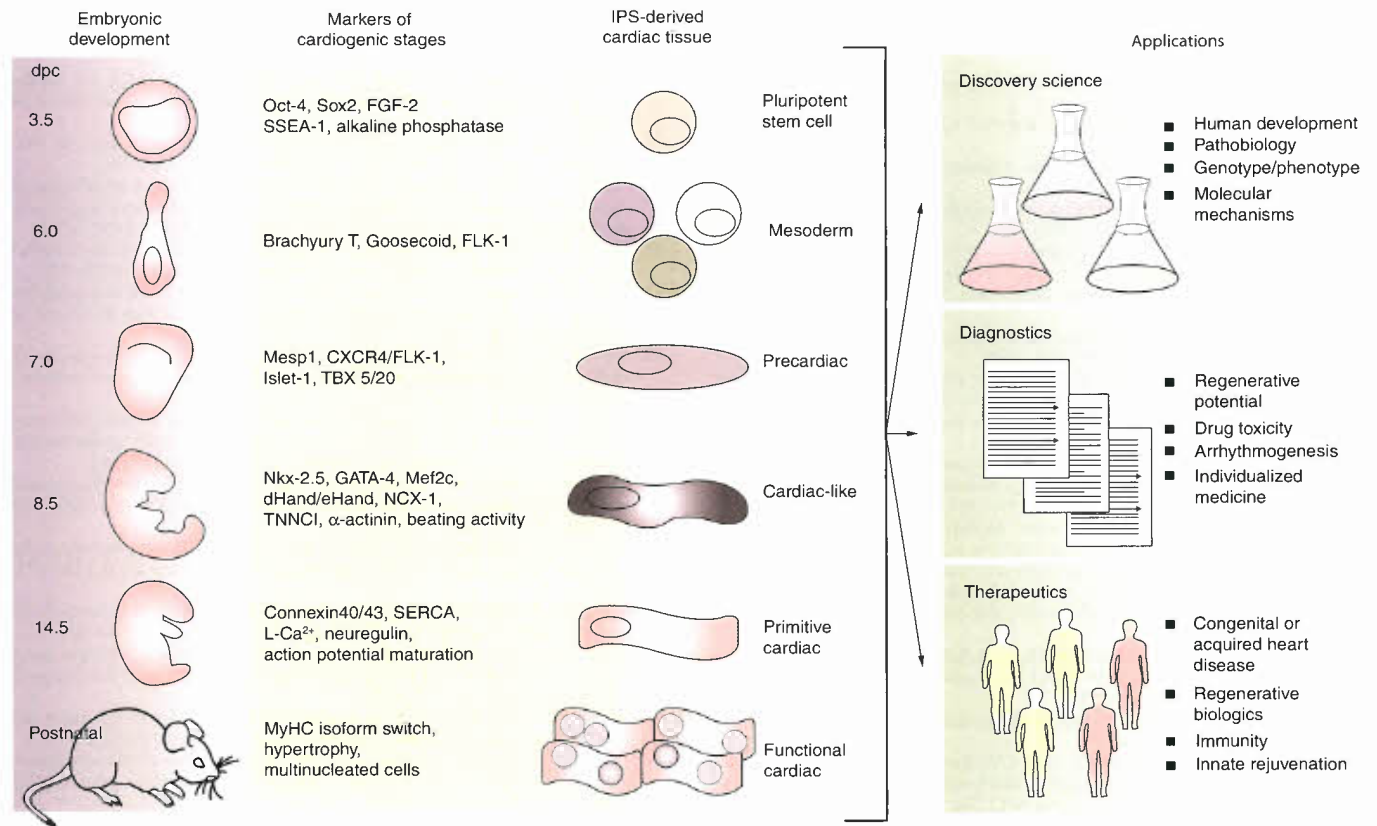 Embryonic
development
Markers of
cardiogenic stages
IPS-derived
cardiac tissue
Applications
dpc
3.5
Oct-4, Sox2, FGF-2
SSEA-1, alkaline phosphatase
Pluripotent
stem cell
6.0
Brachyury T, Goosecoid, FLK-1
Mesoderm
7.0
Mesp1, CXCR4/FLK-1,
Islet-1, TBX 5/20
Precardiac
8.5
Nkx-2.5, GATA-4, Mef2c,
dHand/eHand, NCX-1,
TNNCI, α-actinin, beating activity
Cardiac-like
14.5
Connexin40/43, SERCA,
L-Ca²⁺, neuregulin,
action potential maturation
Primitive
cardiac
Postnatal
MyHC isoform switch,
hypertrophy,
multinucleated cells
Functional
cardiac
Discovery science
■ Human development
■ Pathobiology
■ Genotype/phenotype
■ Molecular
mechanisms
Diagnostics
■ Regenerative
potential
■ Drug toxicity
■ Arrhythmogenesis
■ Individualized
medicine
Therapeutics
■ Congenital or
acquired heart
disease
■ Regenerative
biologics
■ Immunity
■ Innate rejuvenation